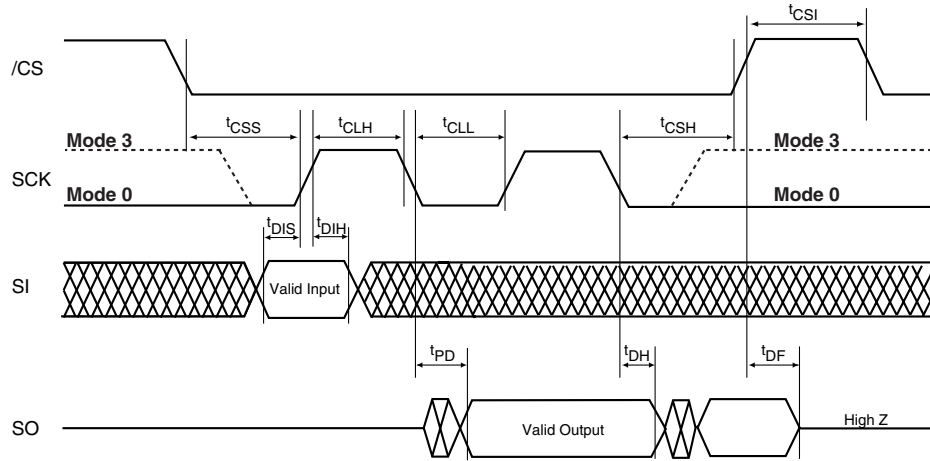 tCSI
/CS
tCSS tCLH tCLL tCSH
Mode 3 Mode 3
SCK
Mode 0 Mode 0
tDIS tDIH
SI Valid Input
tPD tDH tDF
SO Valid Output High Z